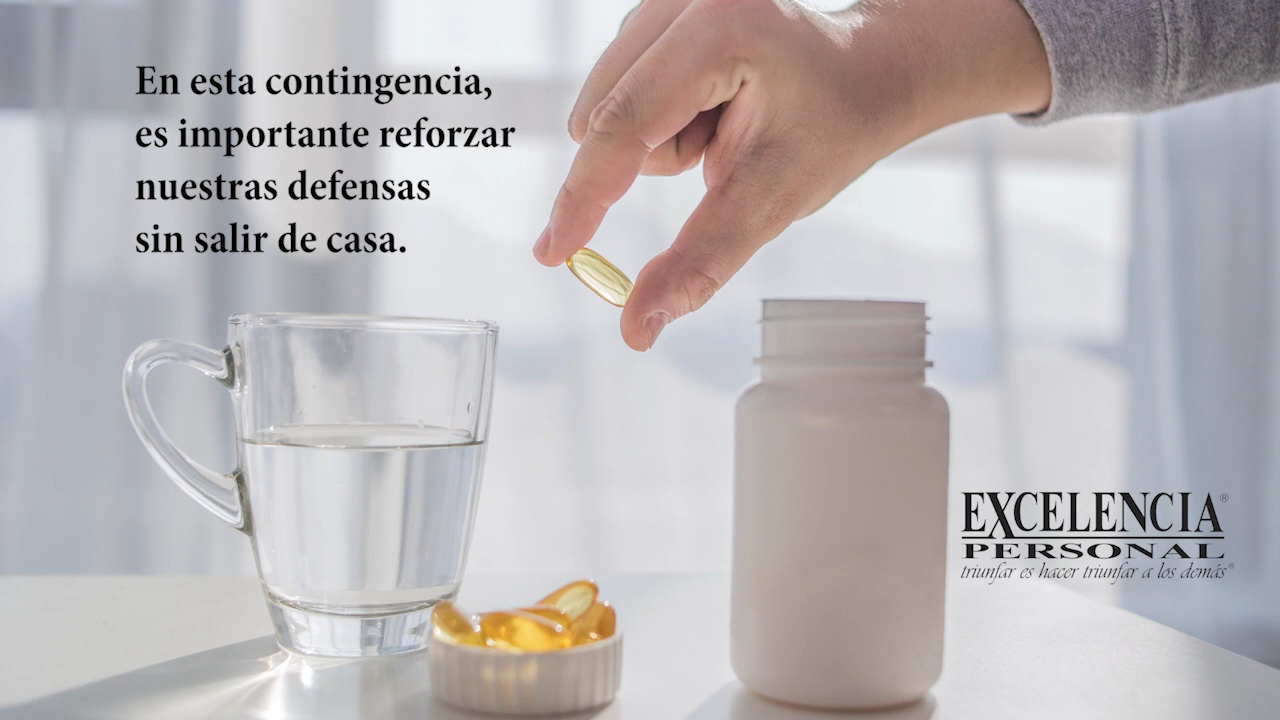 En esta contingencia,
es importante reforzar
nuestras defensas
sin salir de casa.
EXCELENCIA®
PERSONAL
triunfar es hacer triunfar a los demás®